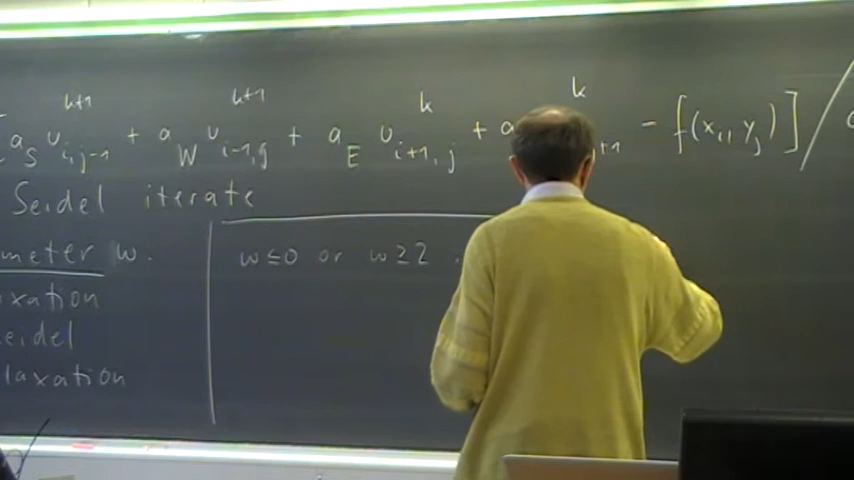 k+1 k+1 k k
[a_S u_{i,j-1} + a_W u_{i-1,j} + a_E u_{i+1,j} + a +1 - f(x_i, y_j)] /
Seidel iterate
meter w.
w≤0 or w≥2
xation
eidel
laxation